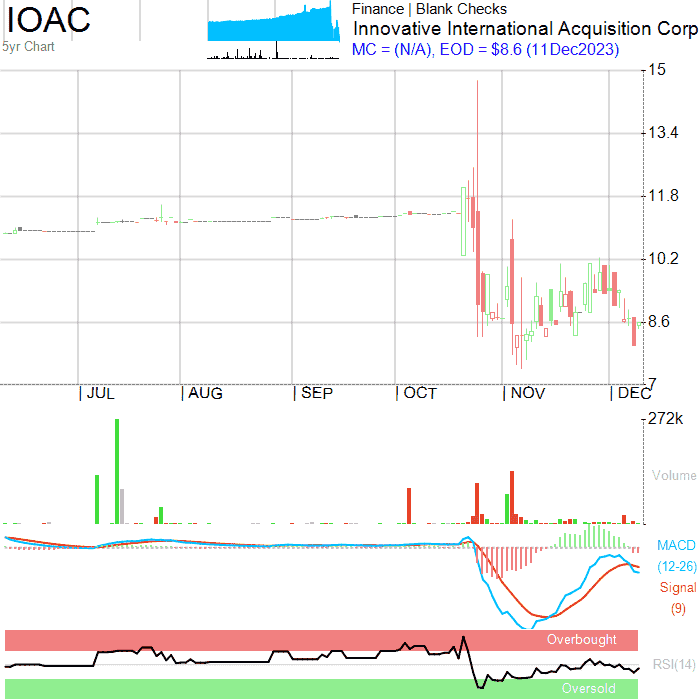 IOAC
5yr Chart
Finance | Blank Checks
Innovative International Acquisition Corp
MC = (N/A), EOD = $8.6 (11Dec2023)
15
13.4
11.8
10.2
8.6
7
| JUL | AUG | SEP | OCT | NOV | DEC
272k
Volume
MACD
(12-26)
Signal
(9)
Overbought
RSI(14)
Oversold